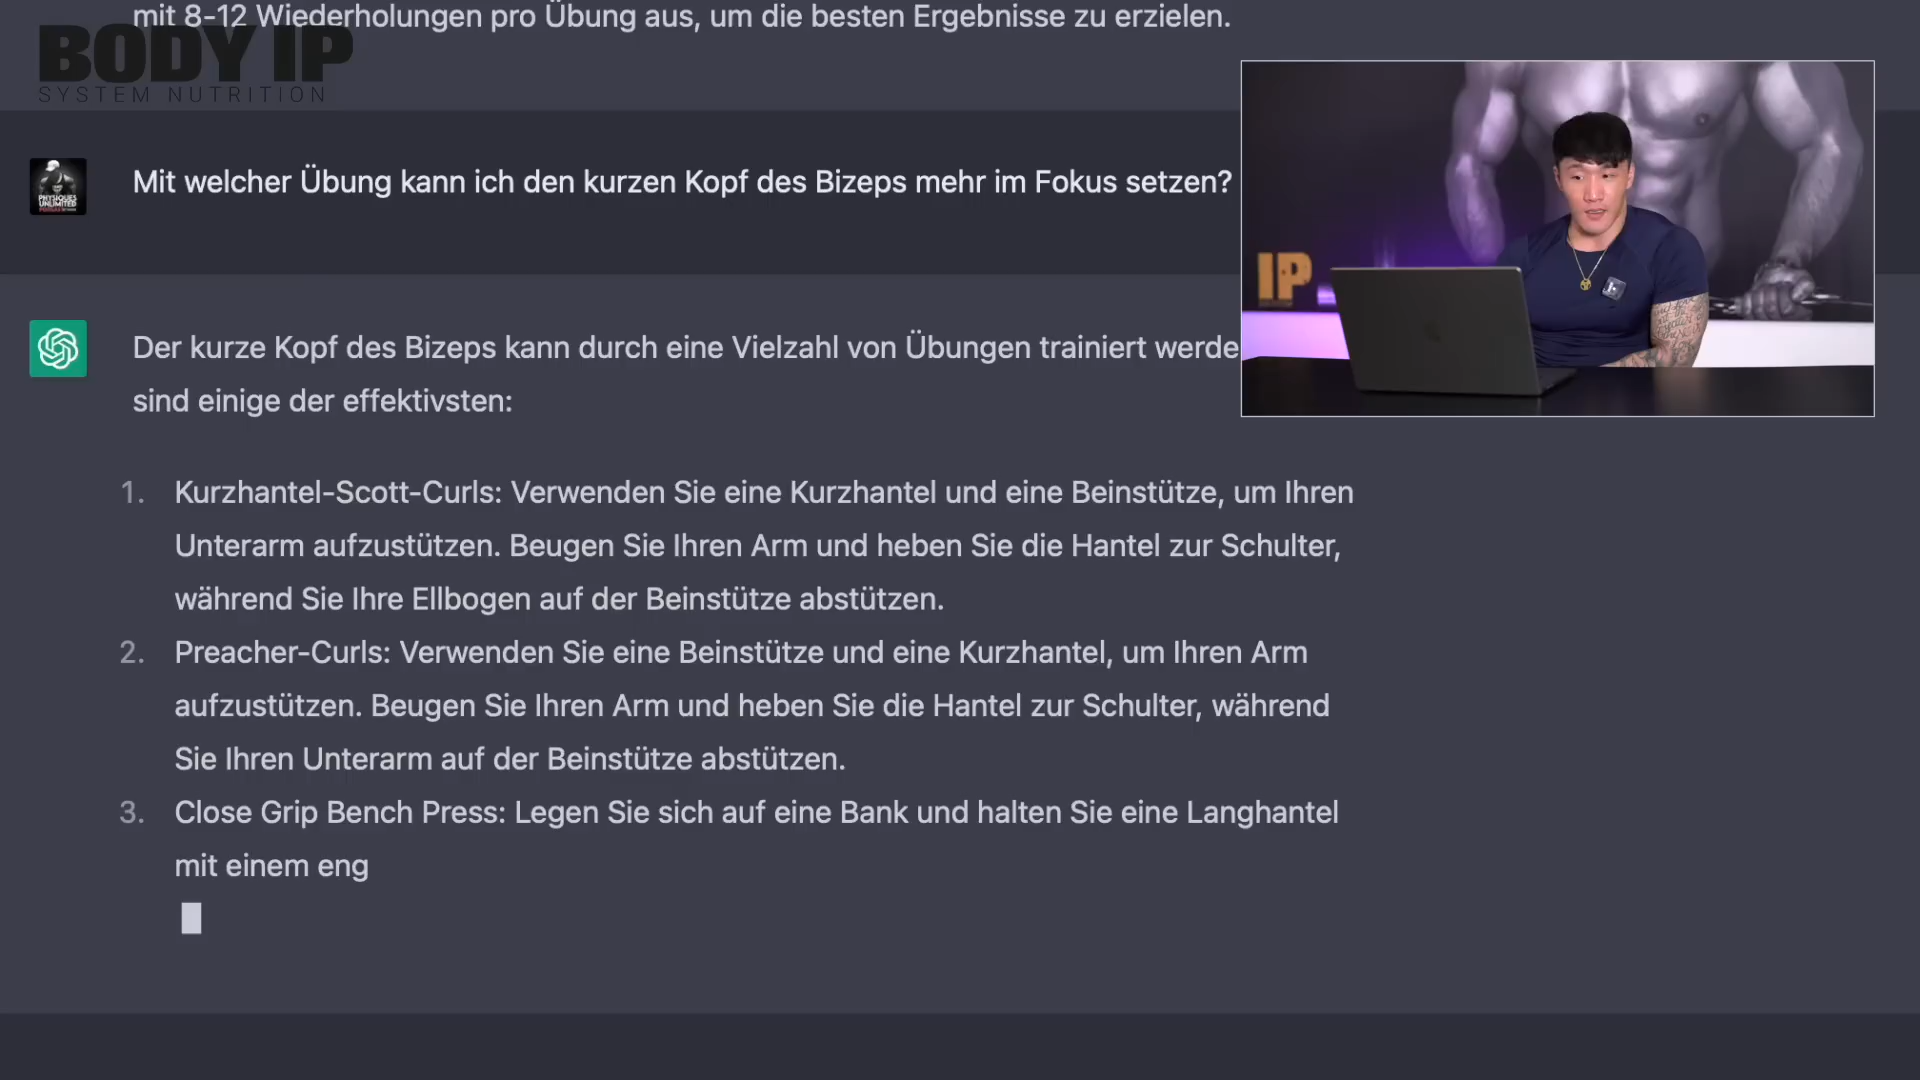 mit 8-12 Wiederholungen pro Übung aus, um die besten Ergebnisse zu erzielen.
BODY IP
SYSTEM NUTRITION
PHYSIQUES
UNLIMITED
Mit welcher Übung kann ich den kurzen Kopf des Bizeps mehr im Fokus setzen?
IP
Der kurze Kopf des Bizeps kann durch eine Vielzahl von Übungen trainiert werde
sind einige der effektivsten:
1. Kurzhantel-Scott-Curls: Verwenden Sie eine Kurzhantel und eine Beinstütze, um Ihren
Unterarm aufzustützen. Beugen Sie Ihren Arm und heben Sie die Hantel zur Schulter,
während Sie Ihre Ellbogen auf der Beinstütze abstützen.
2. Preacher-Curls: Verwenden Sie eine Beinstütze und eine Kurzhantel, um Ihren Arm
aufzustützen. Beugen Sie Ihren Arm und heben Sie die Hantel zur Schulter, während
Sie Ihren Unterarm auf der Beinstütze abstützen.
3. Close Grip Bench Press: Legen Sie sich auf eine Bank und halten Sie eine Langhantel
mit einem eng